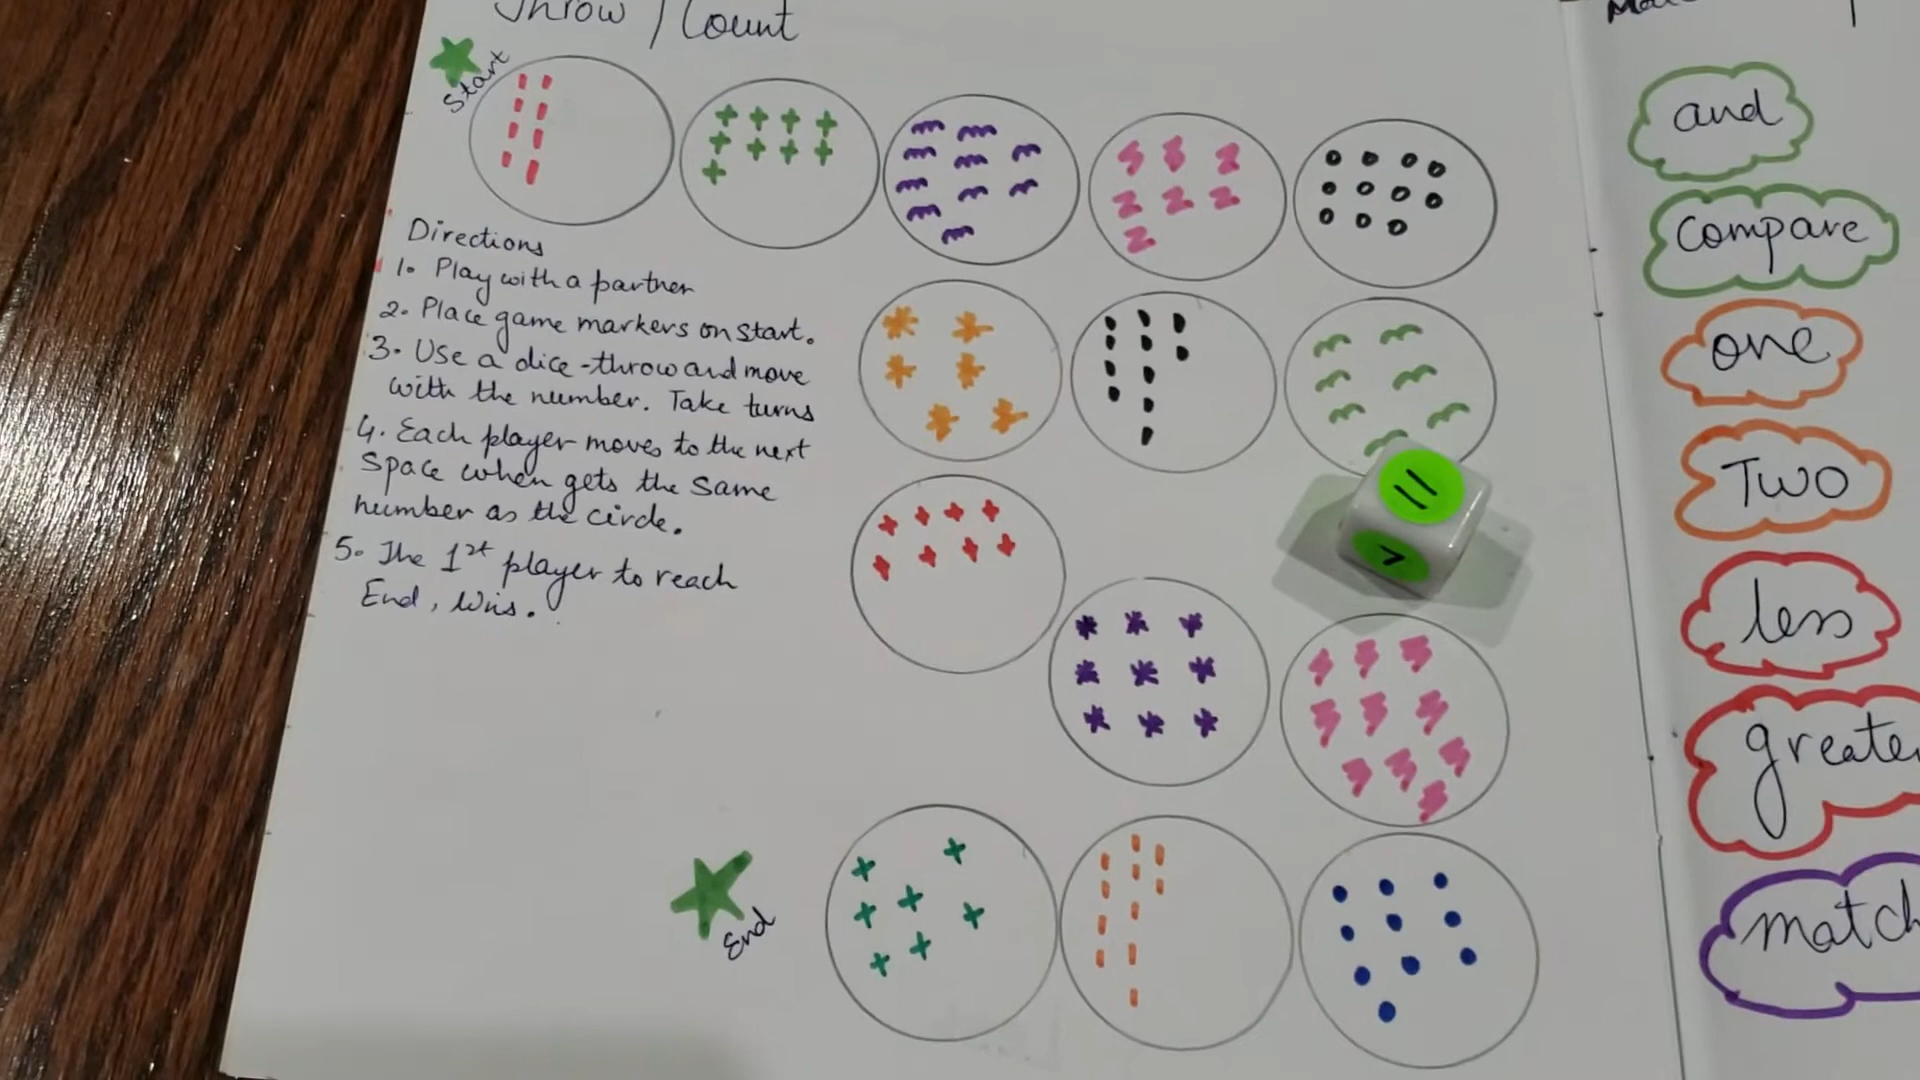 Throw / Count
Start
Directions
1. Play with a partner
2. Place game markers on start.
3. Use a dice - throw and move
with the number. Take turns
4. Each player moves to the next
space when gets the same
number as the circle.
5. The 1st player to reach
End, Wins.
End
and
Compare
one
Two
less
greater
match